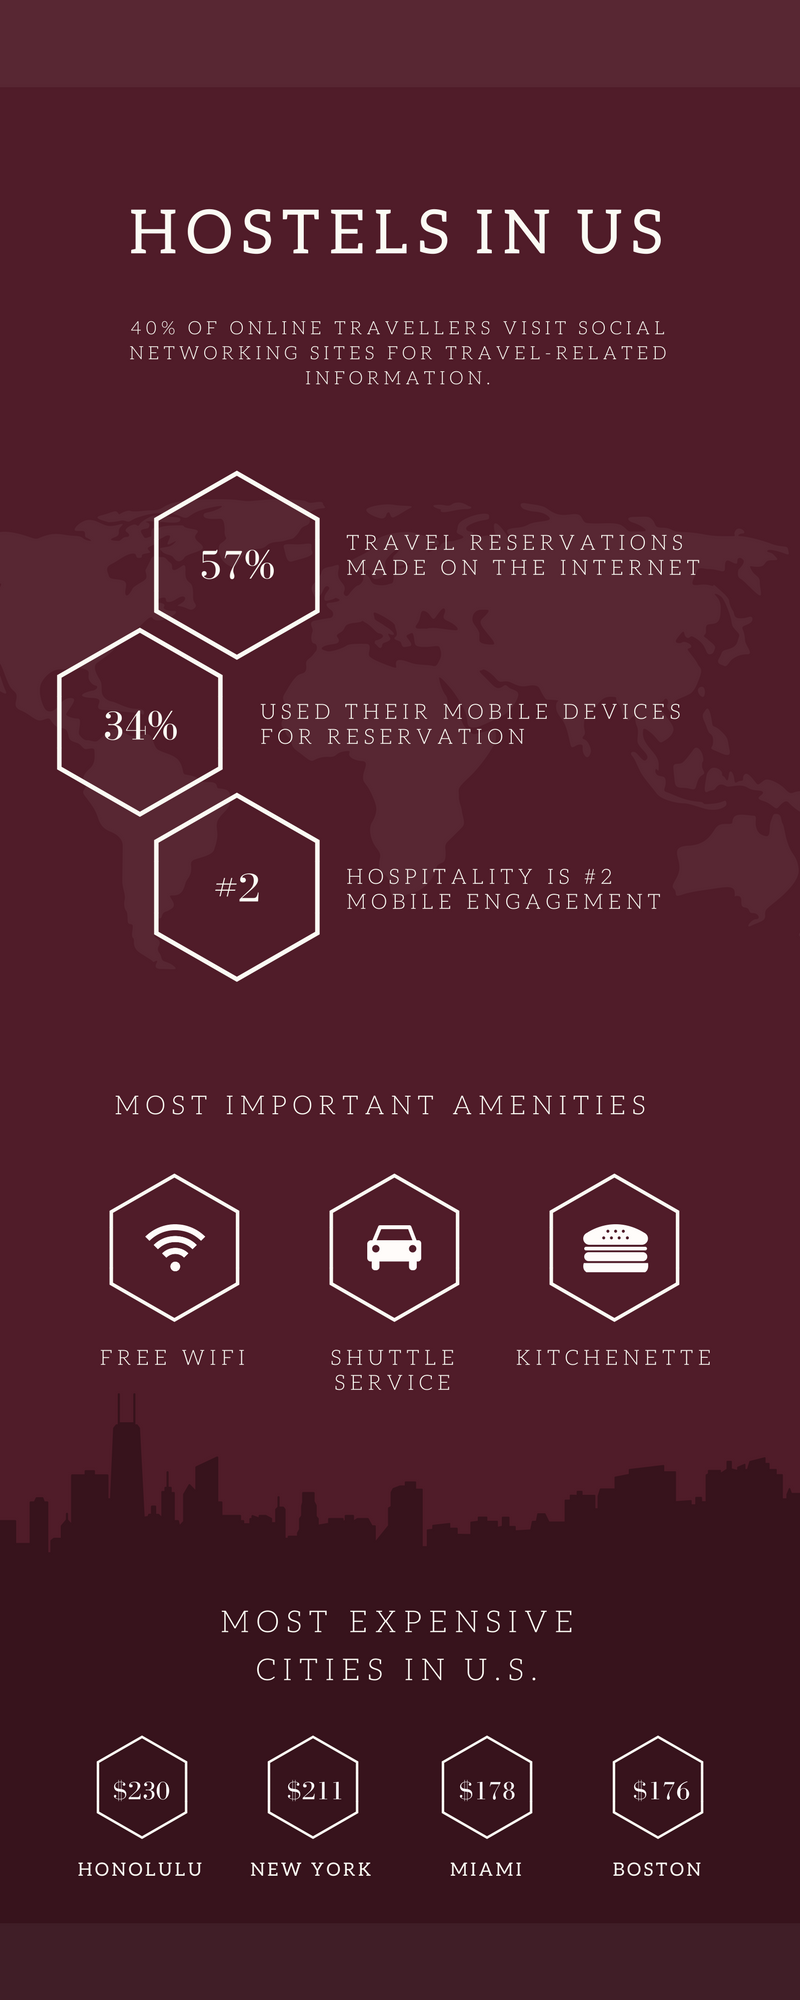 HOSTELS IN US
40% OF ONLINE TRAVELLERS VISIT SOCIAL
NETWORKING SITES FOR TRAVEL-RELATED
INFORMATION.
57%
TRAVEL RESERVATIONS
MADE ON THE INTERNET
34%
USED THEIR MOBILE DEVICES
FOR RESERVATION
#2
HOSPITALITY IS #2
MOBILE ENGAGEMENT
MOST IMPORTANT AMENITIES
FREE WIFI
SHUTTLE
SERVICE
KITCHENETTE
MOST EXPENSIVE
CITIES IN U.S.
$230
HONOLULU
$211
NEW YORK
$178
MIAMI
$176
BOSTON